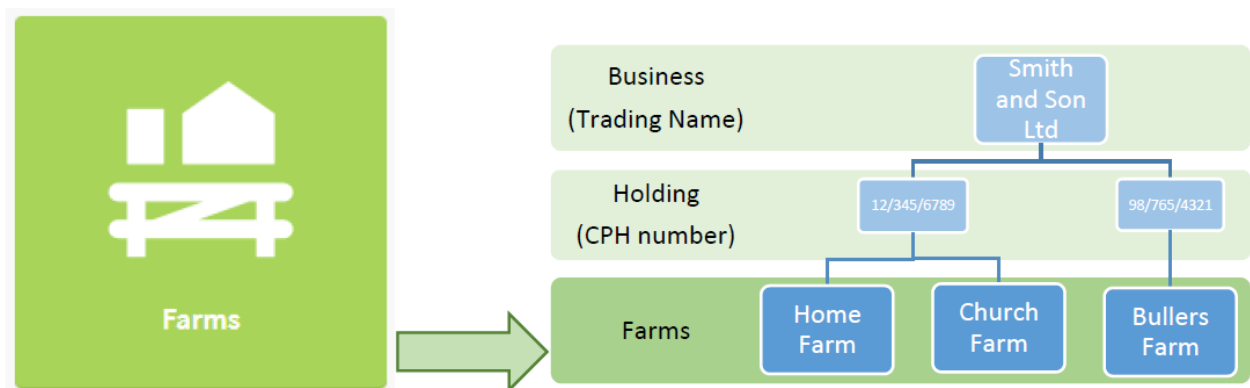 Farms
Business
(Trading Name)
Smith
and Son
Ltd
Holding
(CPH number)
12/345/6789
98/765/4321
Farms
Home
Farm
Church
Farm
Bullers
Farm